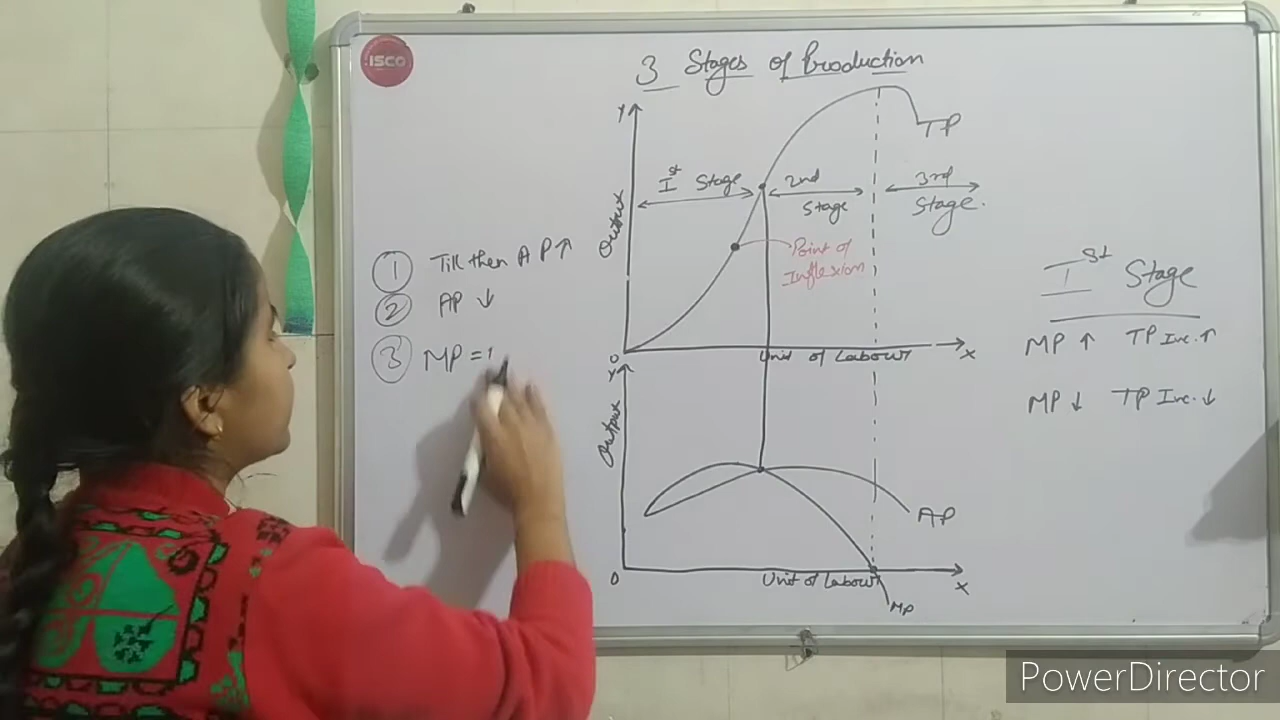 ISCO
3 Stages of Production
Y
TP
Ist Stage
2nd
Stage
3rd
Stage.
Output
Point of
Inflexion
O
Unit of Labour
X
1 Till then AP↑
2 AP ↓
3 MP =
Ist Stage
MP ↑ TP Inc. ↑
MP ↓ TP Inc. ↓
Y
Output
AP
O
Unit of Labour
X
MP
PowerDirector